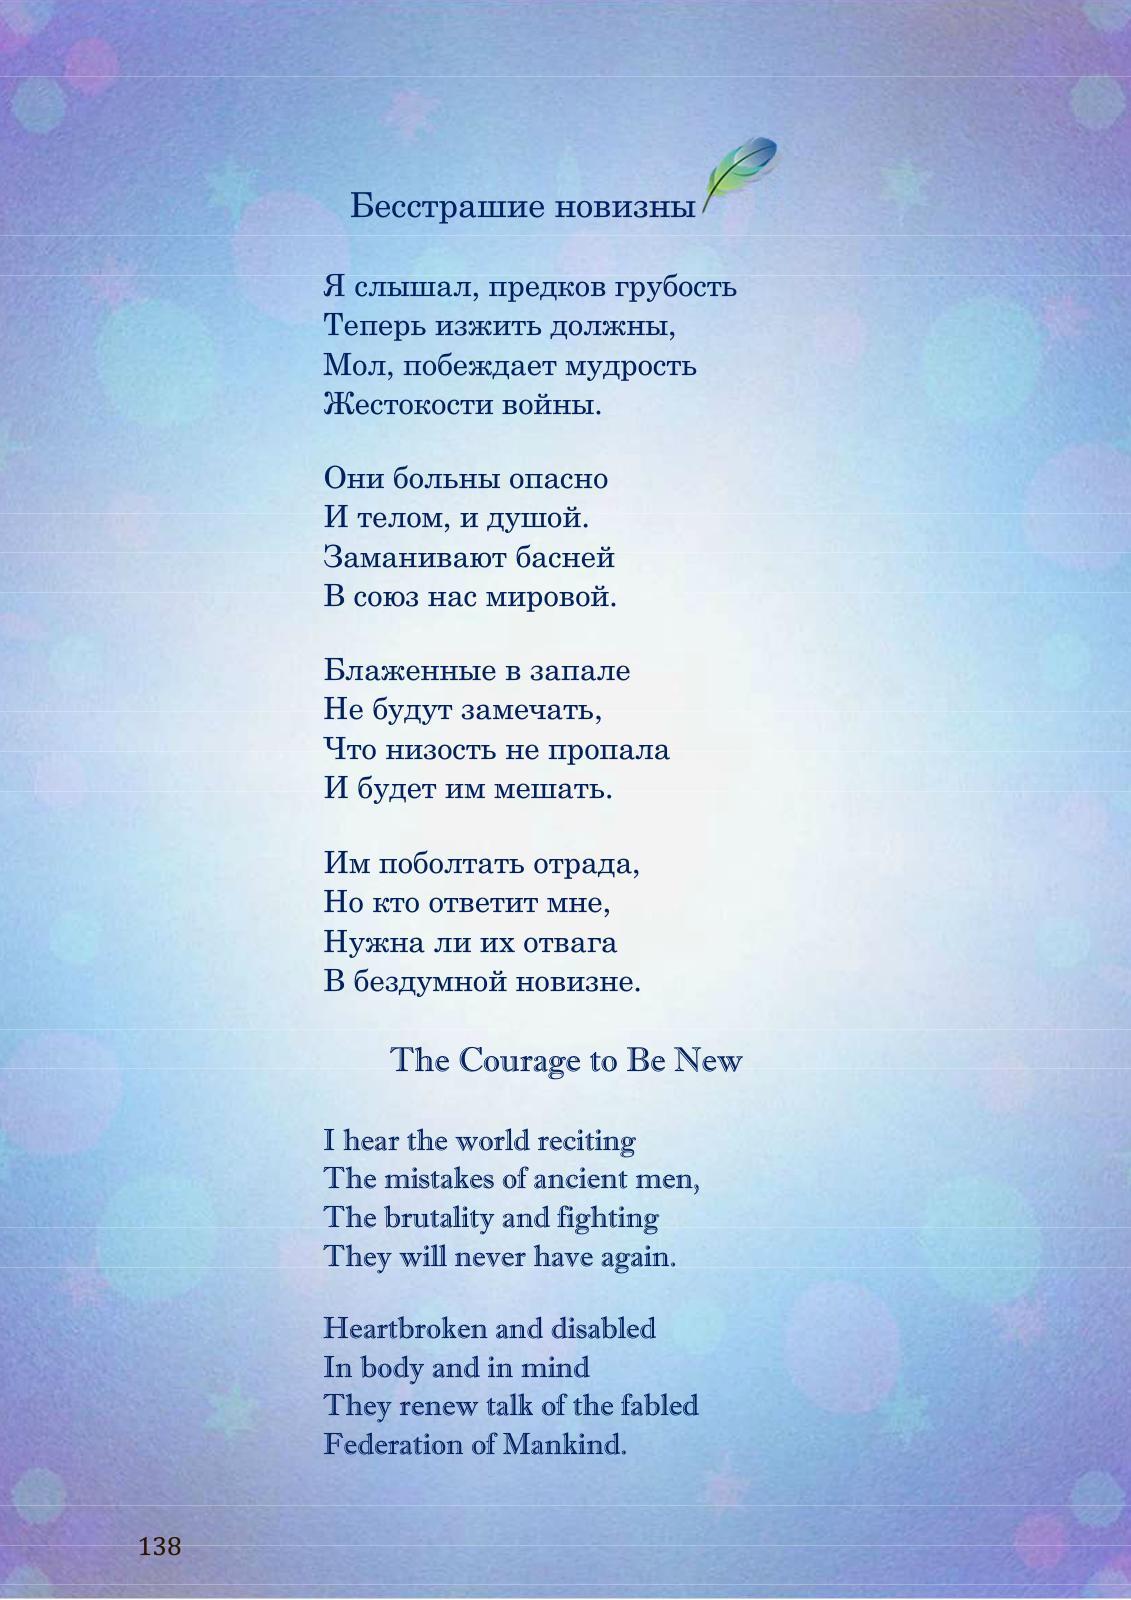 Бесстрашие новизны
Я слышал, предков грубость
Теперь изжить должны,
Мол, побеждает мудрость
Жестокости войны.
Они больны опасно
И телом, и душой.
Заманивают басней
В союз нас мировой.
Блаженные в запале
Не будут замечать,
Что низость не пропала
И будет им мешать.
Им поболтать отрада,
Но кто ответит мне,
Нужна ли их отвага
В бездумной новизне.
The Courage to Be New
I hear the world reciting
The mistakes of ancient men,
The brutality and fighting
They will never have again.
Heartbroken and disabled
In body and in mind
They renew talk of the fabled
Federation of Mankind.
138